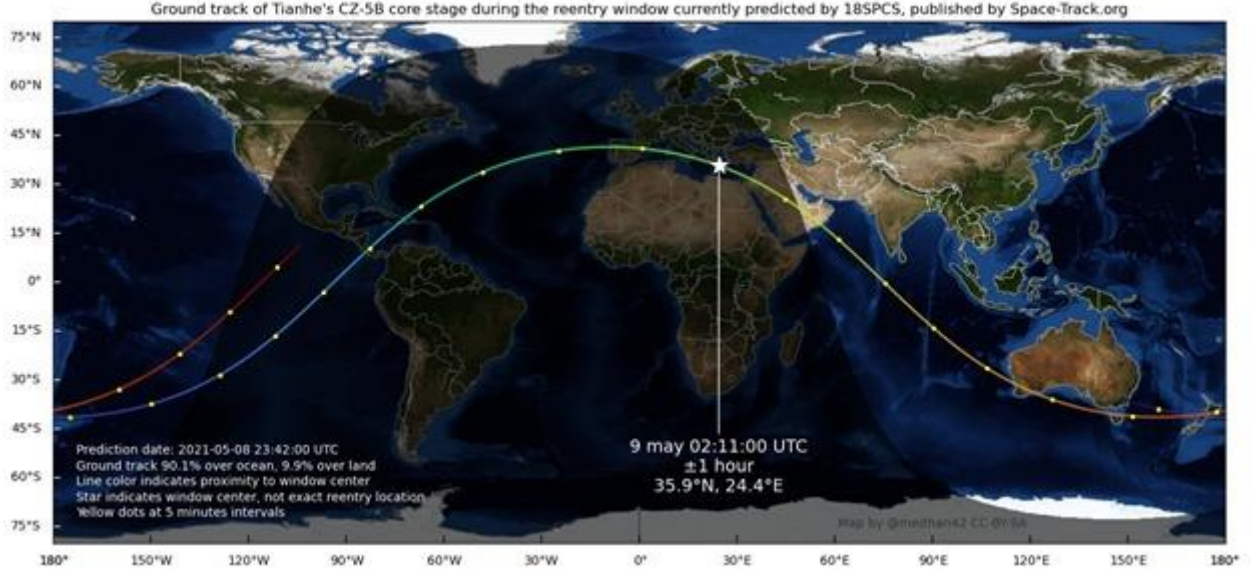 Ground track of Tianhe's CZ-5B core stage during the reentry window currently predicted by 18SPCS, published by Space-Track.org
75°N
60°N
45°N
30°N
15°N
0°
15°S
30°S
45°S
60°S
75°S
Prediction date: 2021-05-08 23:42:00 UTC
Ground track 90.1% over ocean, 9.9% over land
Line color indicates proximity to window center
Star indicates window center, not exact reentry location
Yellow dots at 5 minutes intervals
9 may 02:11:00 UTC
±1 hour
35.9°N, 24.4°E
Map by @medhan42 CC-BY-SA
180° 150°W 120°W 90°W 60°W 30°W 0° 30°E 60°E 90°E 120°E 150°E 180°